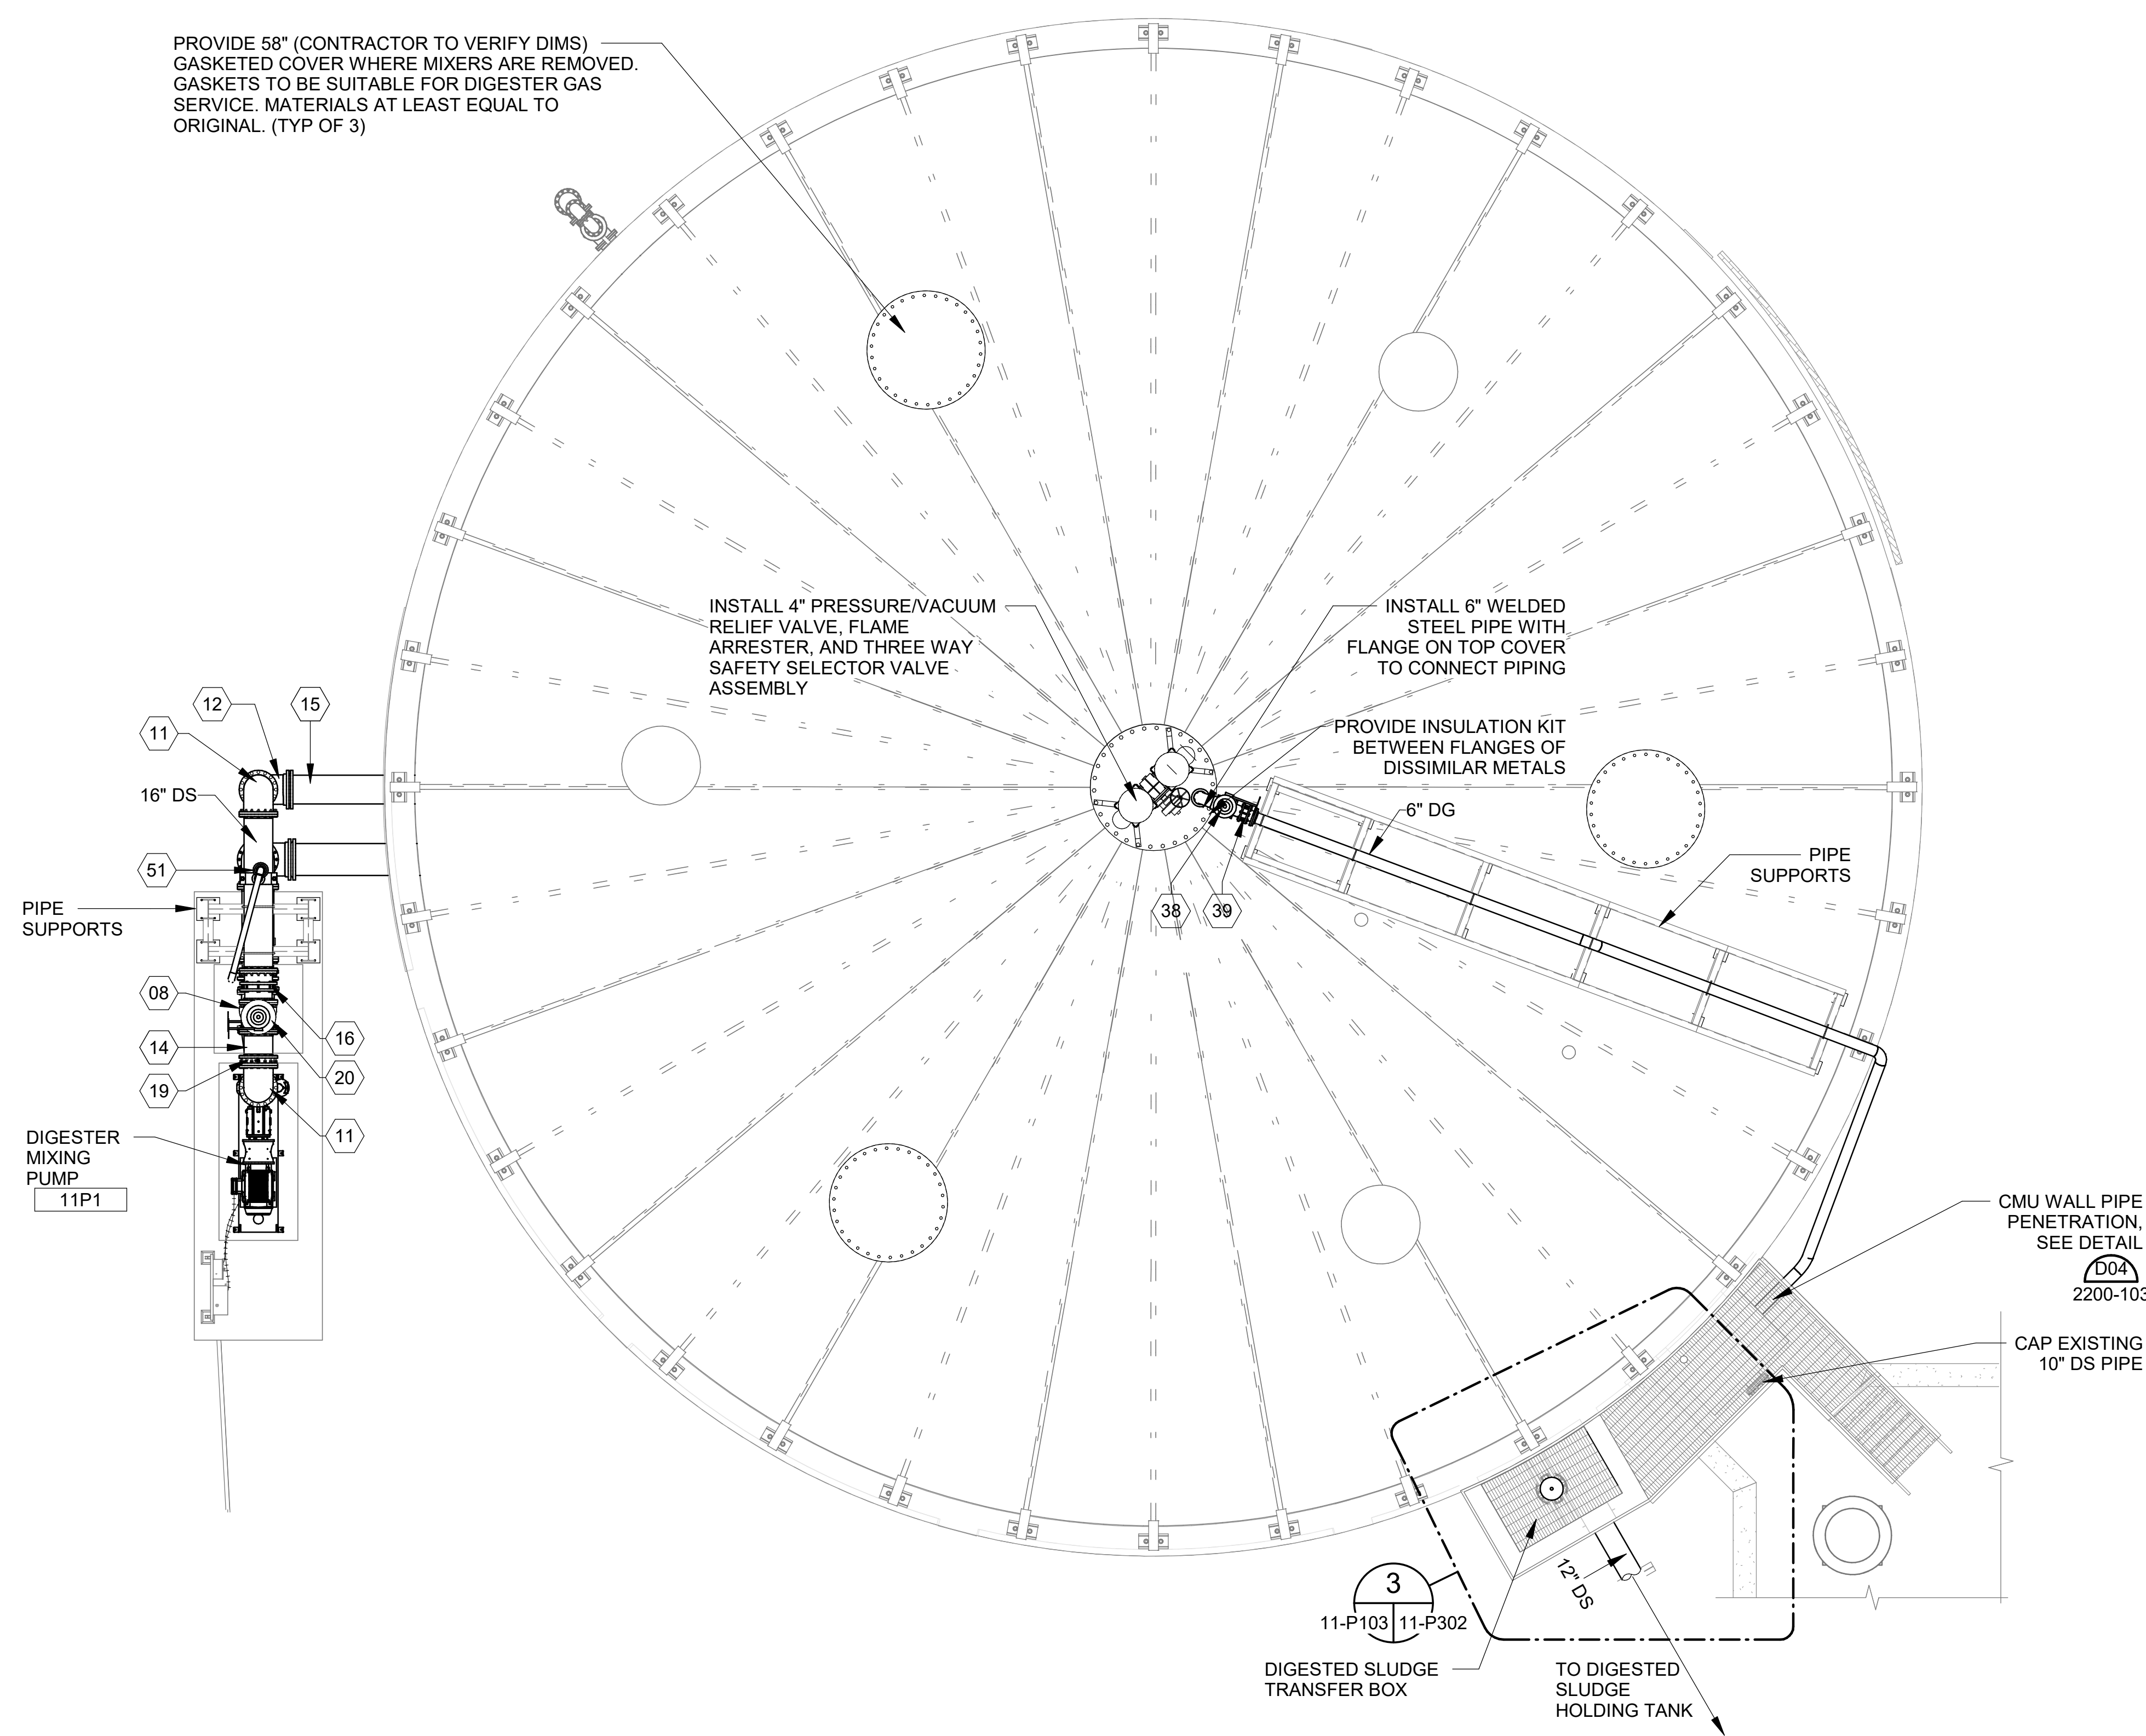 PROVIDE 58" (CONTRACTOR TO VERIFY DIMS)
GASKETED COVER WHERE MIXERS ARE REMOVED.
GASKETS TO BE SUITABLE FOR DIGESTER GAS
SERVICE. MATERIALS AT LEAST EQUAL TO
ORIGINAL. (TYP OF 3)
INSTALL 4" PRESSURE/VACUUM
RELIEF VALVE, FLAME
ARRESTER, AND THREE WAY
SAFETY SELECTOR VALVE
ASSEMBLY
INSTALL 6" WELDED
STEEL PIPE WITH
FLANGE ON TOP COVER
TO CONNECT PIPING
PROVIDE INSULATION KIT
BETWEEN FLANGES OF
DISSIMILAR METALS
6" DG
PIPE
SUPPORTS
38
39
12
15
11
16" DS
51
PIPE
SUPPORTS
08
16
14
20
19
11
DIGESTER
MIXING
PUMP
11P1
CMU WALL PIPE
PENETRATION,
SEE DETAIL
D04
2200-103
CAP EXISTING
10" DS PIPE
12" DS
3
11-P103 11-P302
DIGESTED SLUDGE
TRANSFER BOX
TO DIGESTED
SLUDGE
HOLDING TANK